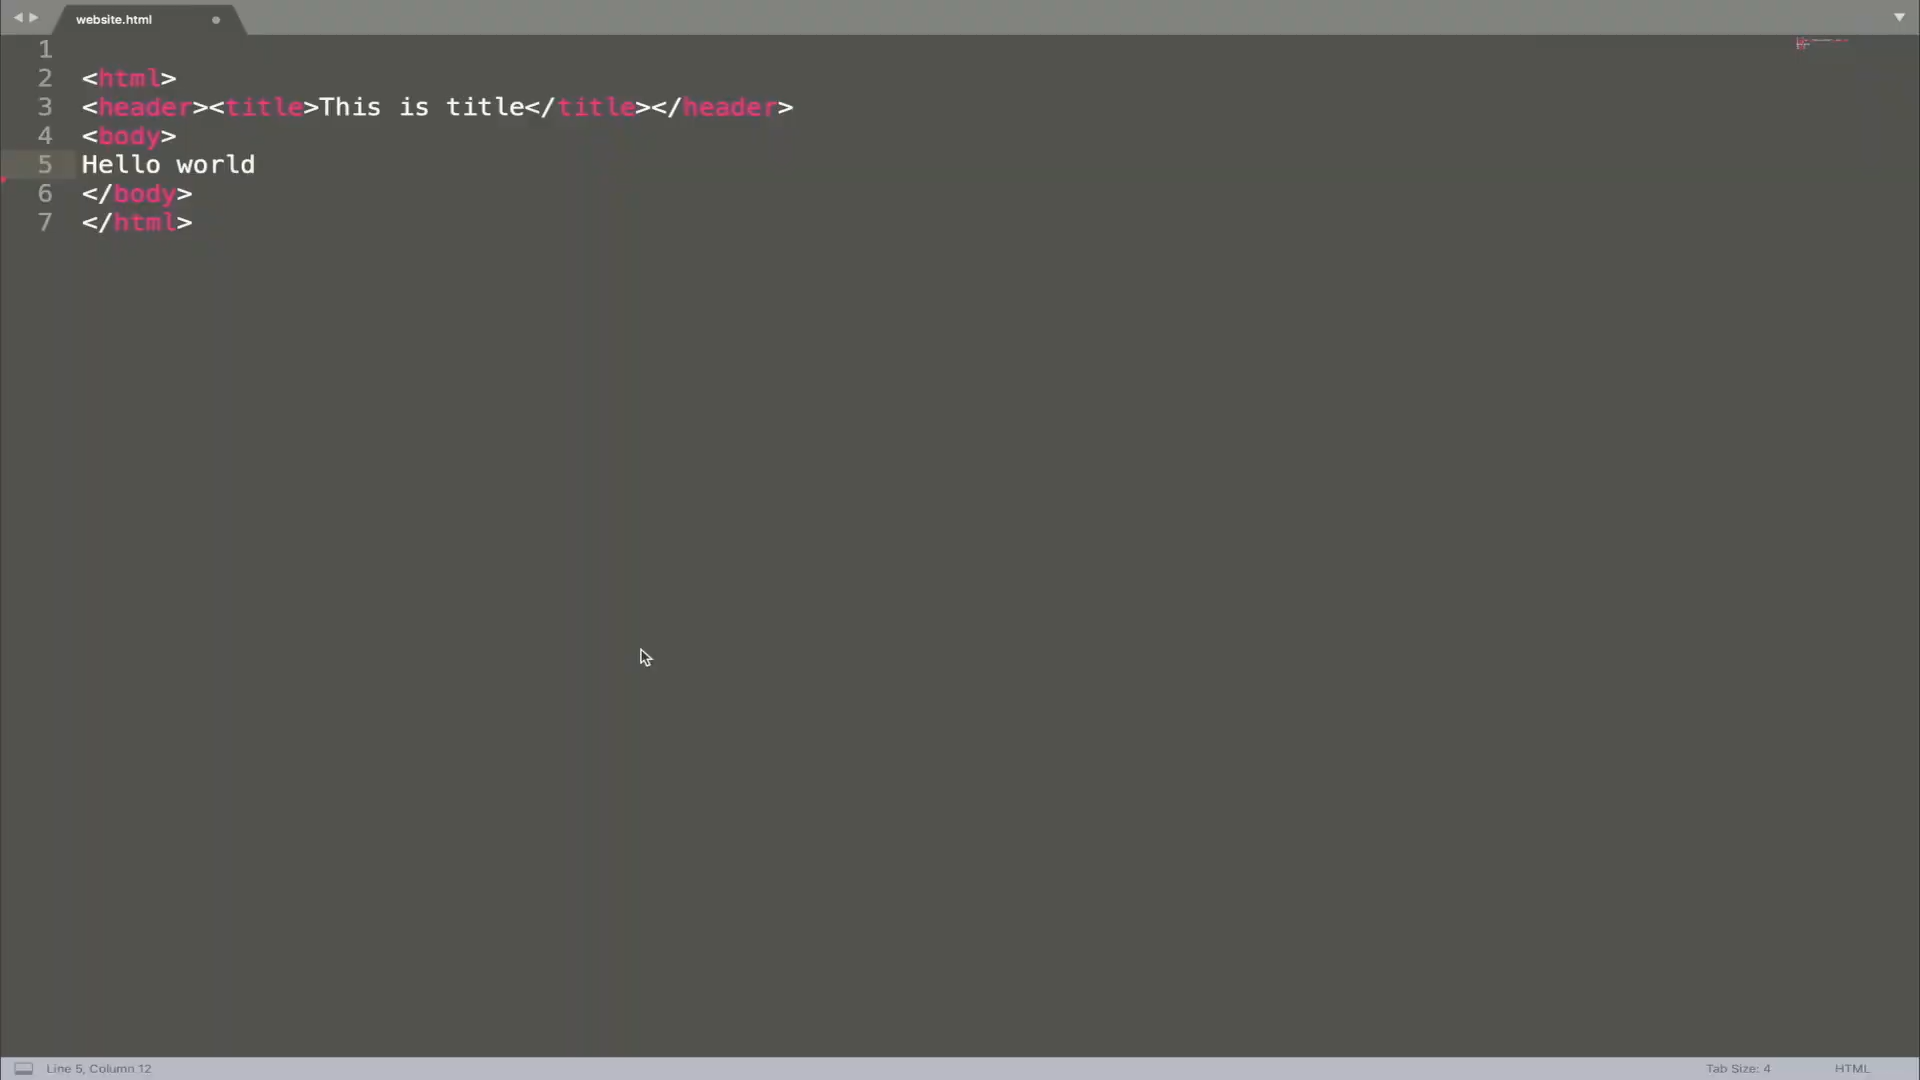 website.html
1
2 <html>
3 <header><title>This is title</title></header>
4 <body>
5 Hello world
6 </body>
7 </html>
Line 5, Column 12 Tab Size: 4 HTML